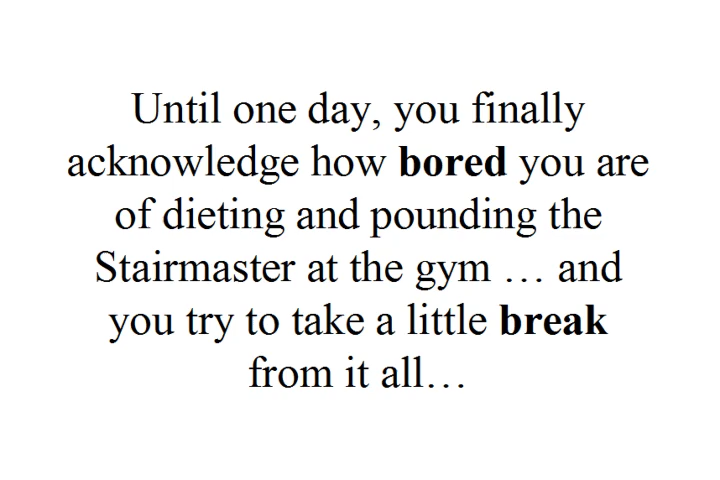 Until one day, you finally
acknowledge how bored you are
of dieting and pounding the
Stairmaster at the gym … and
you try to take a little break
from it all…